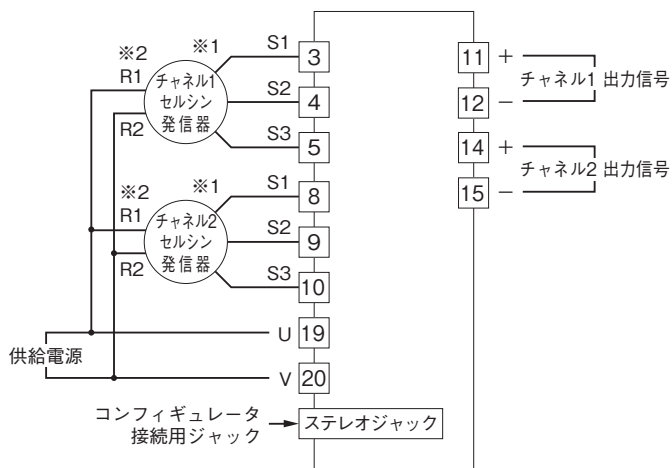 ※2
※1
S1
3
11
+
R1
チャネル1
セルシン
発信器
S2
4
チャネル1 出力信号
12
−
R2
S3
5
14
+
チャネル2 出力信号
15
−
※2
※1
S1
8
R1
チャネル2
セルシン
発信器
S2
9
R2
S3
10
U
19
供給電源
V
20
コンフィギュレータ
接続用ジャック
ステレオジャック